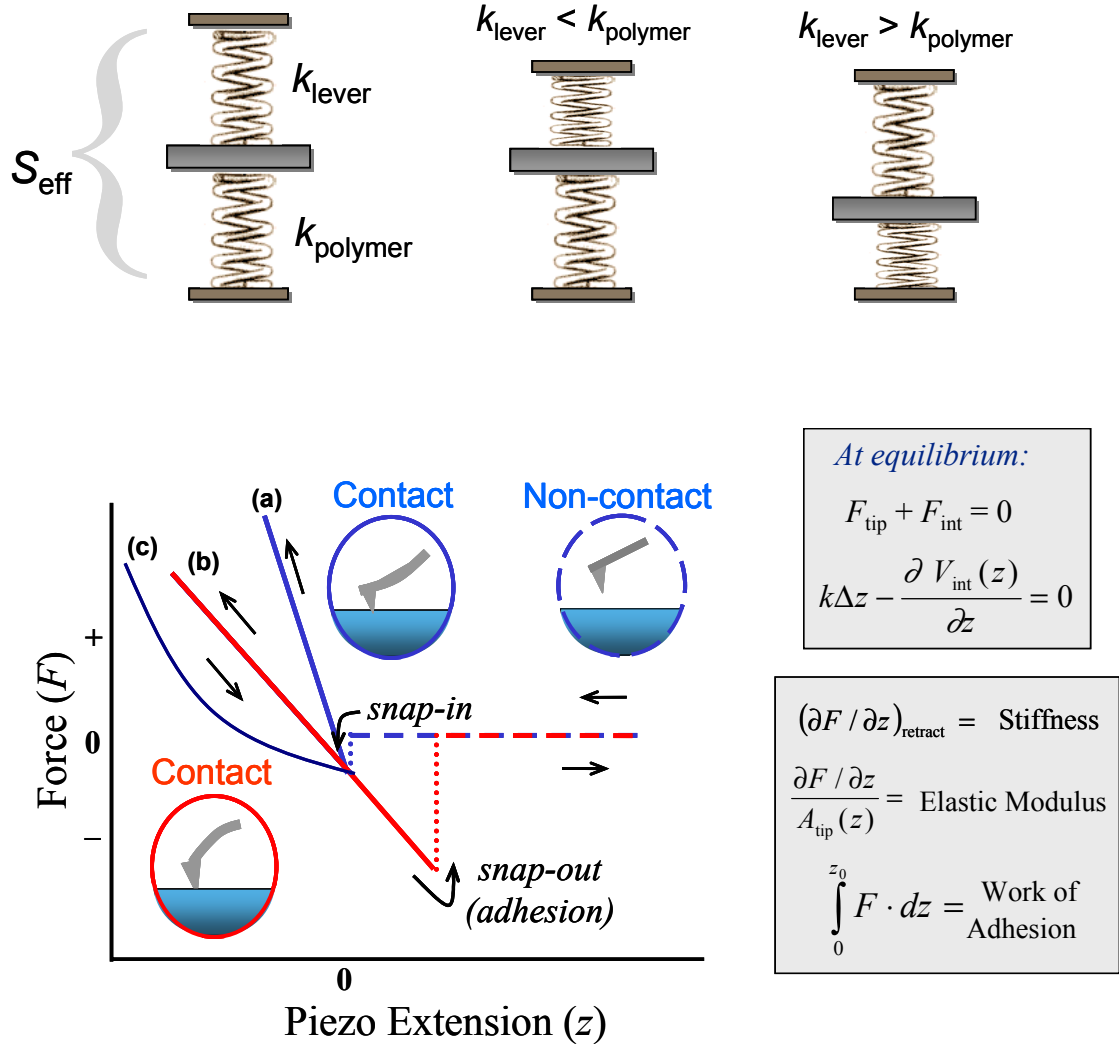 k_lever < k_polymer
k_lever > k_polymer
k_lever
S_eff
k_polymer
At equilibrium:
F_tip + F_int = 0
kΔz − ∂ V_int(z) / ∂z = 0
(a)
Contact
Non-contact
(c)
(b)
+
snap-in
0
Force (F)
Contact
−
snap-out
(adhesion)
(∂F / ∂z)_retract = Stiffness
∂F / ∂z / A_tip(z) = Elastic Modulus
∫_0^z_0 F · dz = Work of
Adhesion
0
Piezo Extension (z)